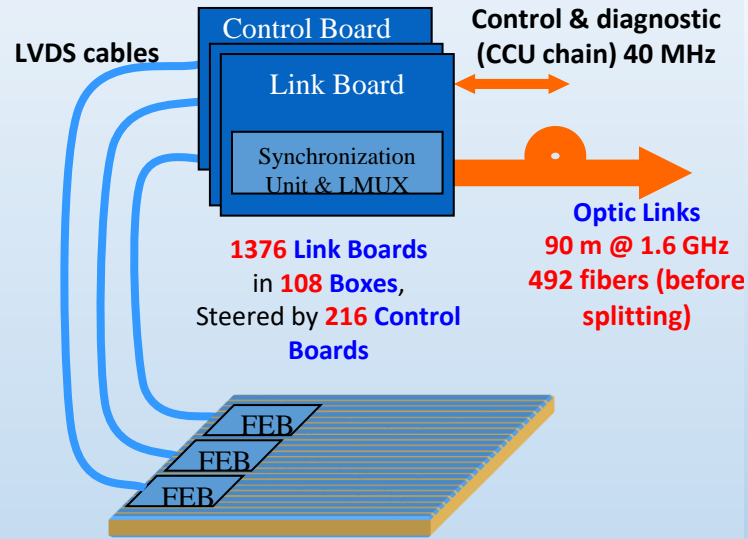 Control Board
Link Board
Synchronization
Unit & LMUX
LVDS cables
Control & diagnostic
(CCU chain) 40 MHz
Optic Links
90 m @ 1.6 GHz
492 fibers (before
splitting)
1376 Link Boards
in 108 Boxes,
Steered by 216 Control
Boards
FEB
FEB
FEB